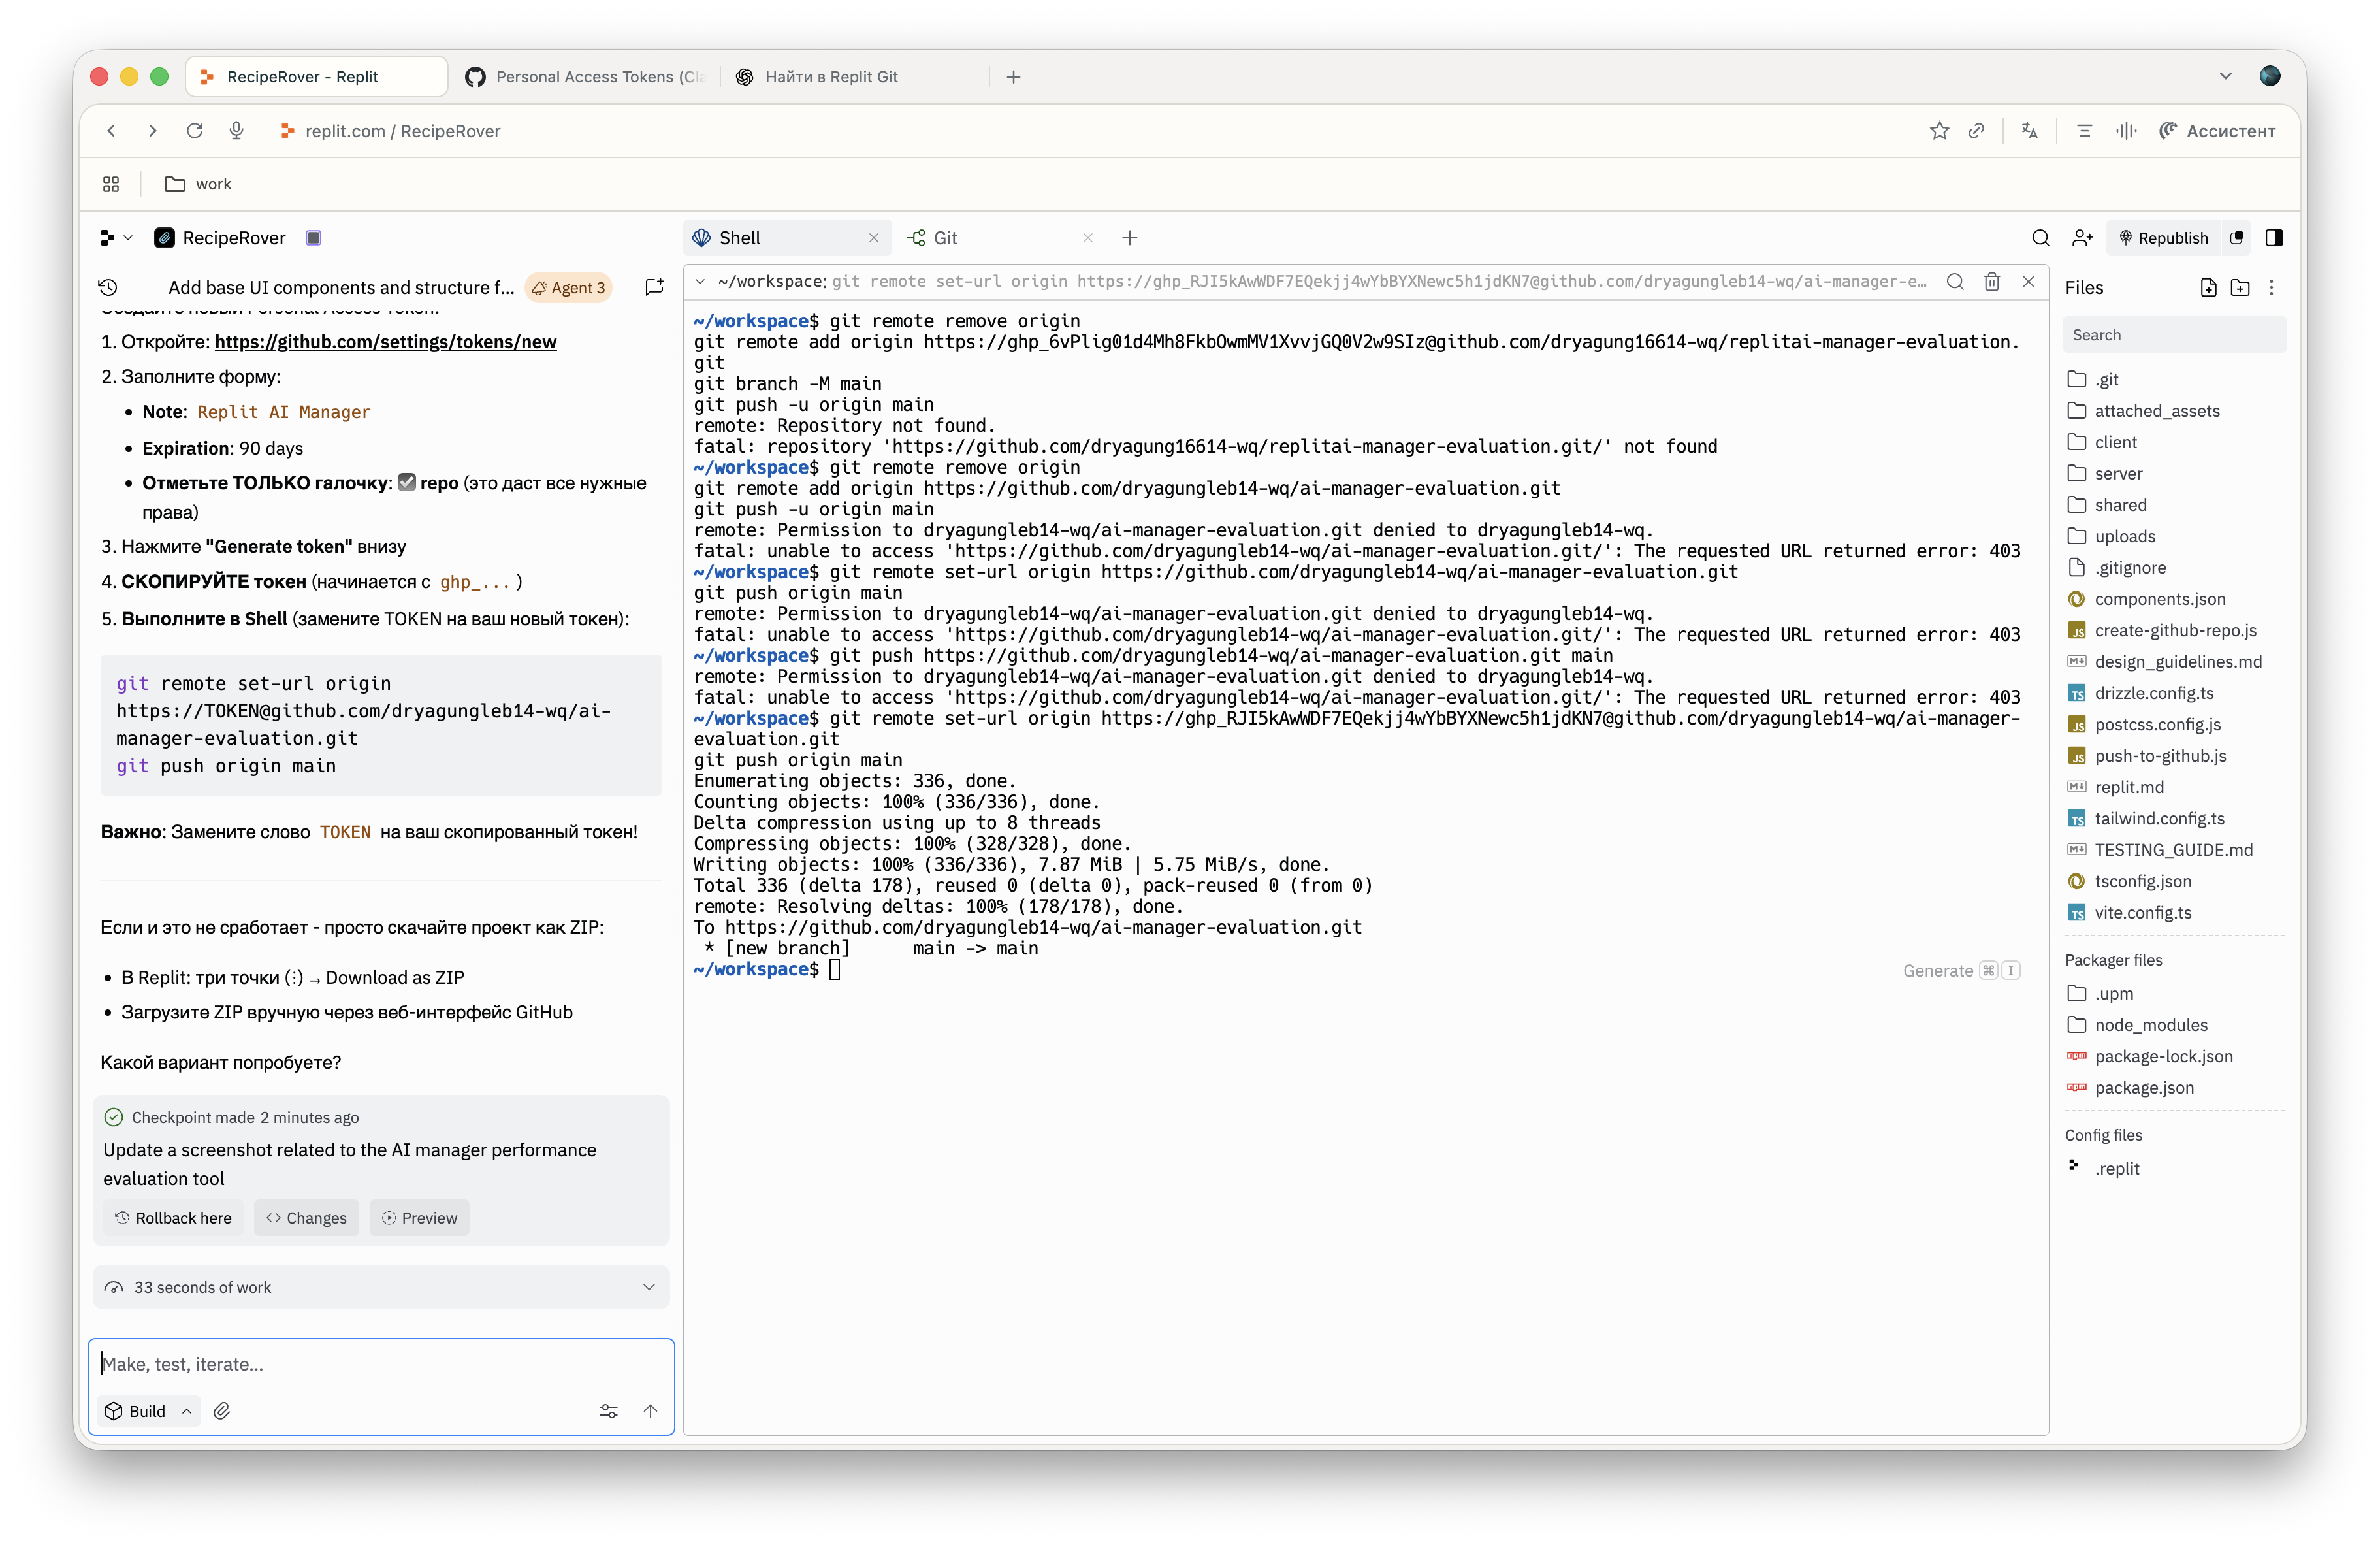 RecipeRover - Replit
Personal Access Tokens (Cla
Найти в Replit Git
replit.com / RecipeRover
Ассистент
work
RecipeRover
Add base UI components and structure f...
Agent 3
1. Откройте: https://github.com/settings/tokens/new
2. Заполните форму:
• Note: Replit AI Manager
• Expiration: 90 days
• Отметьте ТОЛЬКО галочку: ☑ repo (это даст все нужные
права)
3. Нажмите "Generate token" внизу
4. СКОПИРУЙТЕ токен (начинается с ghp_... )
5. Выполните в Shell (замените TOKEN на ваш новый токен):
git remote set-url origin
https://TOKEN@github.com/dryagungleb14-wq/ai-
manager-evaluation.git
git push origin main
Важно: Замените слово TOKEN на ваш скопированный токен!
Если и это не сработает - просто скачайте проект как ZIP:
• В Replit: три точки (⋮) → Download as ZIP
• Загрузите ZIP вручную через веб-интерфейс GitHub
Какой вариант попробуете?
Checkpoint made 2 minutes ago
Update a screenshot related to the AI manager performance
evaluation tool
Rollback here
Changes
Preview
33 seconds of work
Make, test, iterate...
Build
Shell
Git
~/workspace: git remote set-url origin https://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@github.com/dryagungleb14-wq/ai-manager-e...
~/workspace$ git remote remove origin
git remote add origin https://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@github.com/dryagung16614-wq/replitai-manager-evaluation.
git
git branch -M main
git push -u origin main
remote: Repository not found.
fatal: repository 'https://github.com/dryagung16614-wq/replitai-manager-evaluation.git/' not found
~/workspace$ git remote remove origin
git remote add origin https://github.com/dryagungleb14-wq/ai-manager-evaluation.git
git push -u origin main
remote: Permission to dryagungleb14-wq/ai-manager-evaluation.git denied to dryagungleb14-wq.
fatal: unable to access 'https://github.com/dryagungleb14-wq/ai-manager-evaluation.git/': The requested URL returned error: 403
~/workspace$ git remote set-url origin https://github.com/dryagungleb14-wq/ai-manager-evaluation.git
git push origin main
remote: Permission to dryagungleb14-wq/ai-manager-evaluation.git denied to dryagungleb14-wq.
fatal: unable to access 'https://github.com/dryagungleb14-wq/ai-manager-evaluation.git/': The requested URL returned error: 403
~/workspace$ git push https://github.com/dryagungleb14-wq/ai-manager-evaluation.git main
remote: Permission to dryagungleb14-wq/ai-manager-evaluation.git denied to dryagungleb14-wq.
fatal: unable to access 'https://github.com/dryagungleb14-wq/ai-manager-evaluation.git/': The requested URL returned error: 403
~/workspace$ git remote set-url origin https://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@github.com/dryagungleb14-wq/ai-manager-
evaluation.git
git push origin main
Enumerating objects: 336, done.
Counting objects: 100% (336/336), done.
Delta compression using up to 8 threads
Compressing objects: 100% (328/328), done.
Writing objects: 100% (336/336), 7.87 MiB | 5.75 MiB/s, done.
Total 336 (delta 178), reused 0 (delta 0), pack-reused 0 (from 0)
remote: Resolving deltas: 100% (178/178), done.
To https://github.com/dryagungleb14-wq/ai-manager-evaluation.git
* [new branch]      main -> main
~/workspace$
Generate ⌘ I
Republish
Files
Search
.git
attached_assets
client
server
shared
uploads
.gitignore
components.json
JS create-github-repo.js
M↓ design_guidelines.md
TS drizzle.config.ts
JS postcss.config.js
JS push-to-github.js
M↓ replit.md
TS tailwind.config.ts
M↓ TESTING_GUIDE.md
tsconfig.json
TS vite.config.ts
Packager files
.upm
node_modules
npm package-lock.json
npm package.json
Config files
.replit